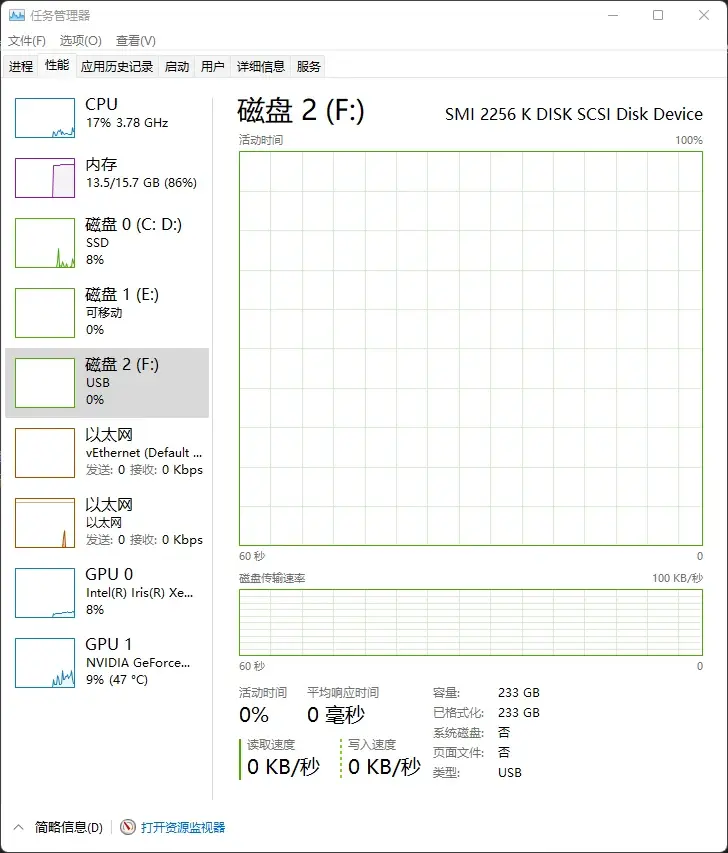 任务管理器
文件(F) 选项(O) 查看(V)
进程 性能 应用历史记录 启动 用户 详细信息 服务
CPU
17% 3.78 GHz
内存
13.5/15.7 GB (86%)
磁盘 0 (C: D:)
SSD
8%
磁盘 1 (E:)
可移动
0%
磁盘 2 (F:)
USB
0%
以太网
vEthernet (Default ...
发送: 0 接收: 0 Kbps
以太网
以太网
发送: 0 接收: 0 Kbps
GPU 0
Intel(R) Iris(R) Xe...
8%
GPU 1
NVIDIA GeForce...
9% (47 °C)
磁盘 2 (F:) SMI 2256 K DISK SCSI Disk Device
活动时间 100%
60 秒 0
磁盘传输速率 100 KB/秒
60 秒 0
活动时间 平均响应时间
0% 0 毫秒
读取速度 写入速度
0 KB/秒 0 KB/秒
容量: 233 GB
已格式化: 233 GB
系统磁盘: 否
页面文件: 否
类型: USB
简略信息(D) 打开资源监视器